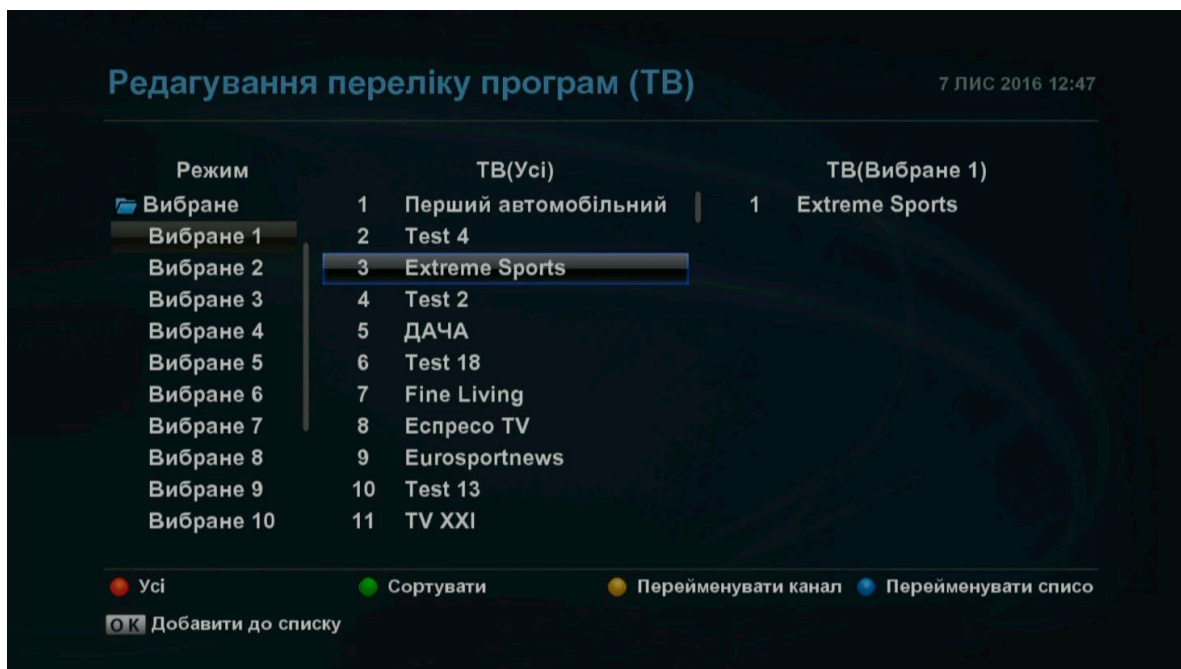 Редагування переліку програм (ТВ)
7 ЛИС 2016 12:47
Режим
ТВ(Усі)
ТВ(Вибране 1)
Вибране
1 Перший автомобільний
1 Extreme Sports
Вибране 1
2 Test 4
Вибране 2
3 Extreme Sports
Вибране 3
4 Test 2
Вибране 4
5 ДАЧА
Вибране 5
6 Test 18
Вибране 6
7 Fine Living
Вибране 7
8 Еспресо TV
Вибране 8
9 Eurosportnews
Вибране 9
10 Test 13
Вибране 10
11 TV XXI
Усі
Сортувати
Перейменувати канал
Перейменувати списо
OK Добавити до списку